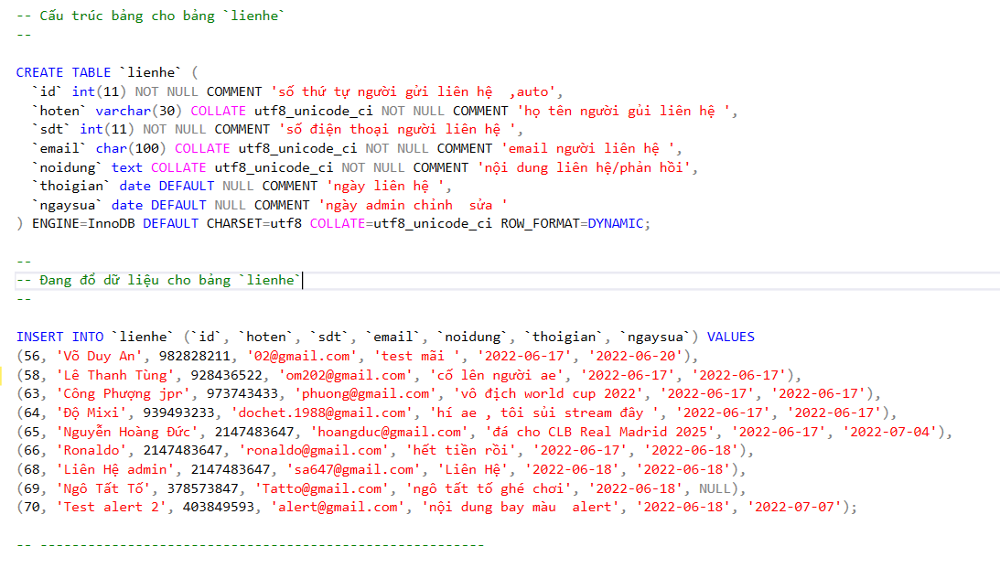 -- Cấu trúc bảng cho bảng `lienhe`
--
CREATE TABLE `lienhe` (
`id` int(11) NOT NULL COMMENT 'số thứ tự người gửi liên hệ  ,auto',
`hoten` varchar(30) COLLATE utf8_unicode_ci NOT NULL COMMENT 'họ tên người gủi liên hệ ',
`sdt` int(11) NOT NULL COMMENT 'số điện thoại người liên hệ ',
`email` char(100) COLLATE utf8_unicode_ci NOT NULL COMMENT 'email người liên hệ ',
`noidung` text COLLATE utf8_unicode_ci NOT NULL COMMENT 'nội dung liên hệ/phản hồi',
`thoigian` date DEFAULT NULL COMMENT 'ngày liên hệ ',
`ngaysua` date DEFAULT NULL COMMENT 'ngày admin chỉnh  sửa '
) ENGINE=InnoDB DEFAULT CHARSET=utf8 COLLATE=utf8_unicode_ci ROW_FORMAT=DYNAMIC;
--
-- Đang đổ dữ liệu cho bảng `lienhe`
--
INSERT INTO `lienhe` (`id`, `hoten`, `sdt`, `email`, `noidung`, `thoigian`, `ngaysua`) VALUES
(56, 'Võ Duy An', 982828211, '02@gmail.com', 'test mãi ', '2022-06-17', '2022-06-20'),
(58, 'Lê Thanh Tùng', 928436522, 'om202@gmail.com', 'cố lên người ae', '2022-06-17', '2022-06-17'),
(63, 'Công Phượng jpr', 973743433, 'phuong@gmail.com', 'vô địch world cup 2022', '2022-06-17', '2022-06-17'),
(64, 'Độ Mixi', 939493233, 'dochet.1988@gmail.com', 'hí ae , tôi sủi stream đây ', '2022-06-17', '2022-06-17'),
(65, 'Nguyễn Hoàng Đức', 2147483647, 'hoangduc@gmail.com', 'đá cho CLB Real Madrid 2025', '2022-06-17', '2022-07-04'),
(66, 'Ronaldo', 2147483647, 'ronaldo@gmail.com', 'hết tiền rồi', '2022-06-17', '2022-06-18'),
(68, 'Liên Hệ admin', 2147483647, 'sa647@gmail.com', 'Liên Hệ', '2022-06-18', '2022-06-18'),
(69, 'Ngô Tất Tố', 378573847, 'Tatto@gmail.com', 'ngô tất tố ghé chơi', '2022-06-18', NULL),
(70, 'Test alert 2', 403849593, 'alert@gmail.com', 'nội dung bay màu  alert', '2022-06-18', '2022-07-07');
-- --------------------------------------------------------